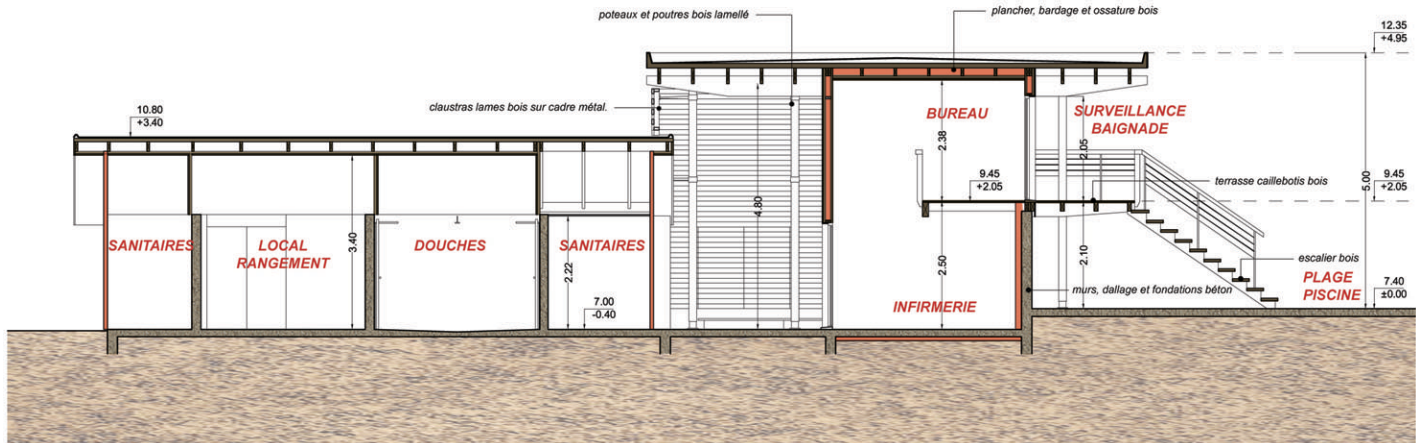 poteaux et poutres bois lamellé
plancher, bardage et ossature bois
12.35
+4.95
claustras lames bois sur cadre métal.
10.80
+3.40
BUREAU
SURVEILLANCE
BAIGNADE
2.38
2.05
5.00
9.45
+2.05
terrasse caillebotis bois
9.45
+2.05
4.80
SANITAIRES
LOCAL
RANGEMENT
3.40
DOUCHES
SANITAIRES
2.22
2.50
2.10
escalier bois
PLAGE
PISCINE
7.00
-0.40
INFIRMERIE
murs, dallage et fondations béton
7.40
±0.00